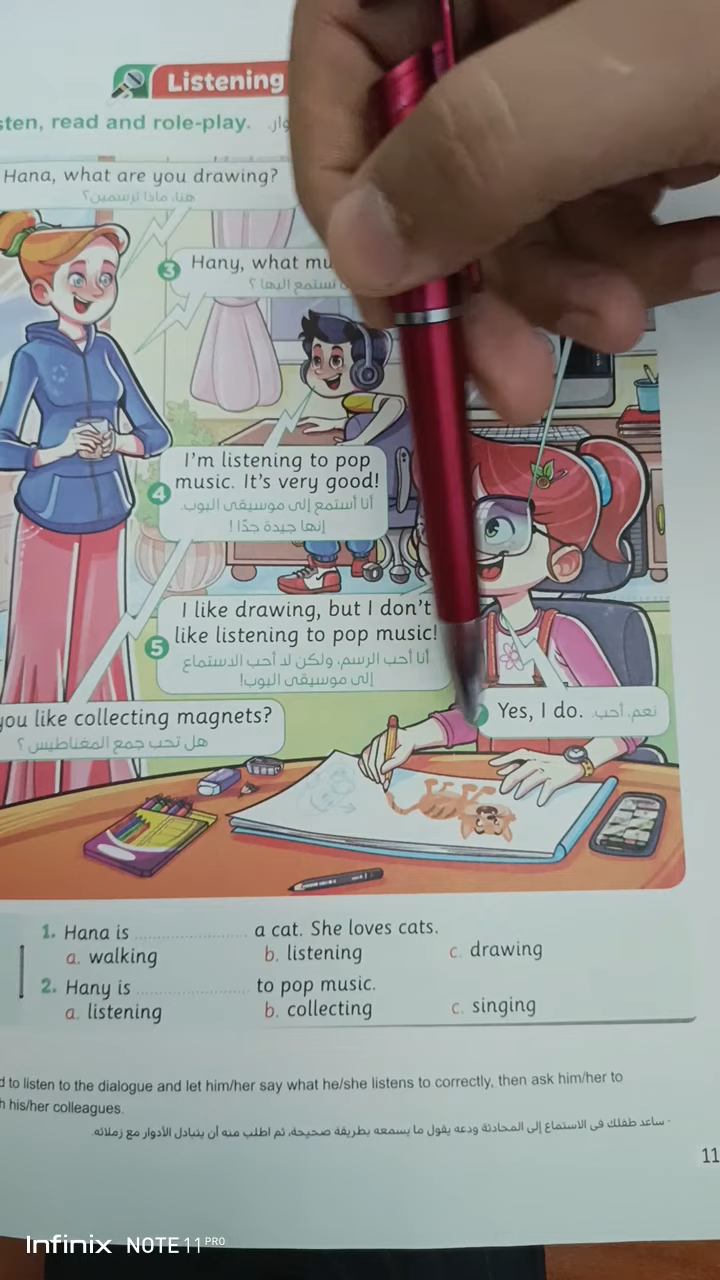 Listening
sten, read and role-play.
Hana, what are you drawing?
هنا، ماذا ترسمين؟
3 Hany, what mu
تستمع إليها ؟
4 I'm listening to pop
music. It's very good!
أنا أستمع إلى موسيقى البوب.
إنها جيدة جدًا !
5 I like drawing, but I don't
like listening to pop music!
أنا أحب الرسم، ولكن لا أحب الاستماع
إلى موسيقى البوب!
you like collecting magnets?
هل تحب جمع المغناطيس ؟
Yes, I do. نعم، أحب.
1. Hana is ........................ a cat. She loves cats.
a. walking b. listening c. drawing
2. Hany is ........................ to pop music.
a. listening b. collecting c. singing
d to listen to the dialogue and let him/her say what he/she listens to correctly, then ask him/her to
h his/her colleagues.
- ساعد طفلك فى الاستماع إلى المحادثة ودعه يقول ما يسمعه بطريقة صحيحة، ثم اطلب منه أن يتبادل الأدوار مع زملائه.
11
Infinix NOTE 11 PRO